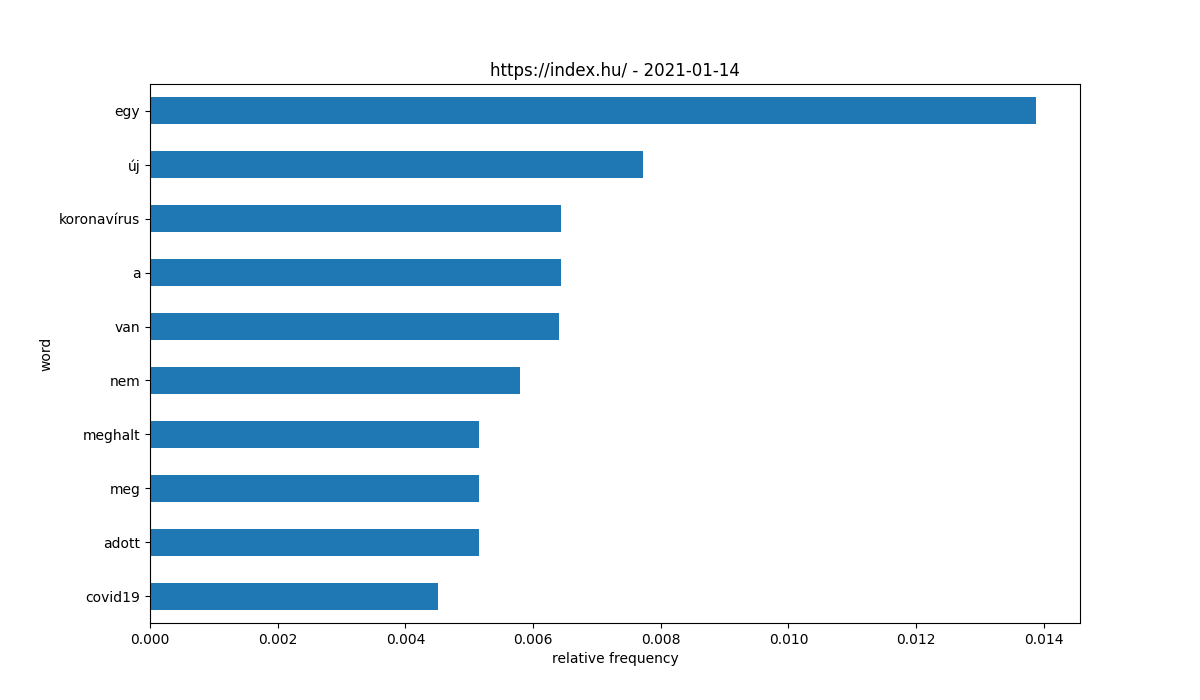 https://index.hu/ - 2021-01-14
egy
új
koronavírus
a
van
nem
meghalt
meg
adott
covid19
word
0.000 0.002 0.004 0.006 0.008 0.010 0.012 0.014
relative frequency